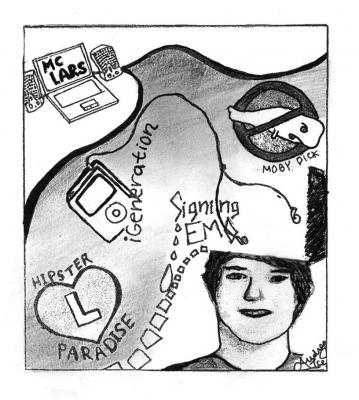 MC
LARS
iGeneration
MOBY DICK
Signing
EMO
HIPSTER
L
PARADISE